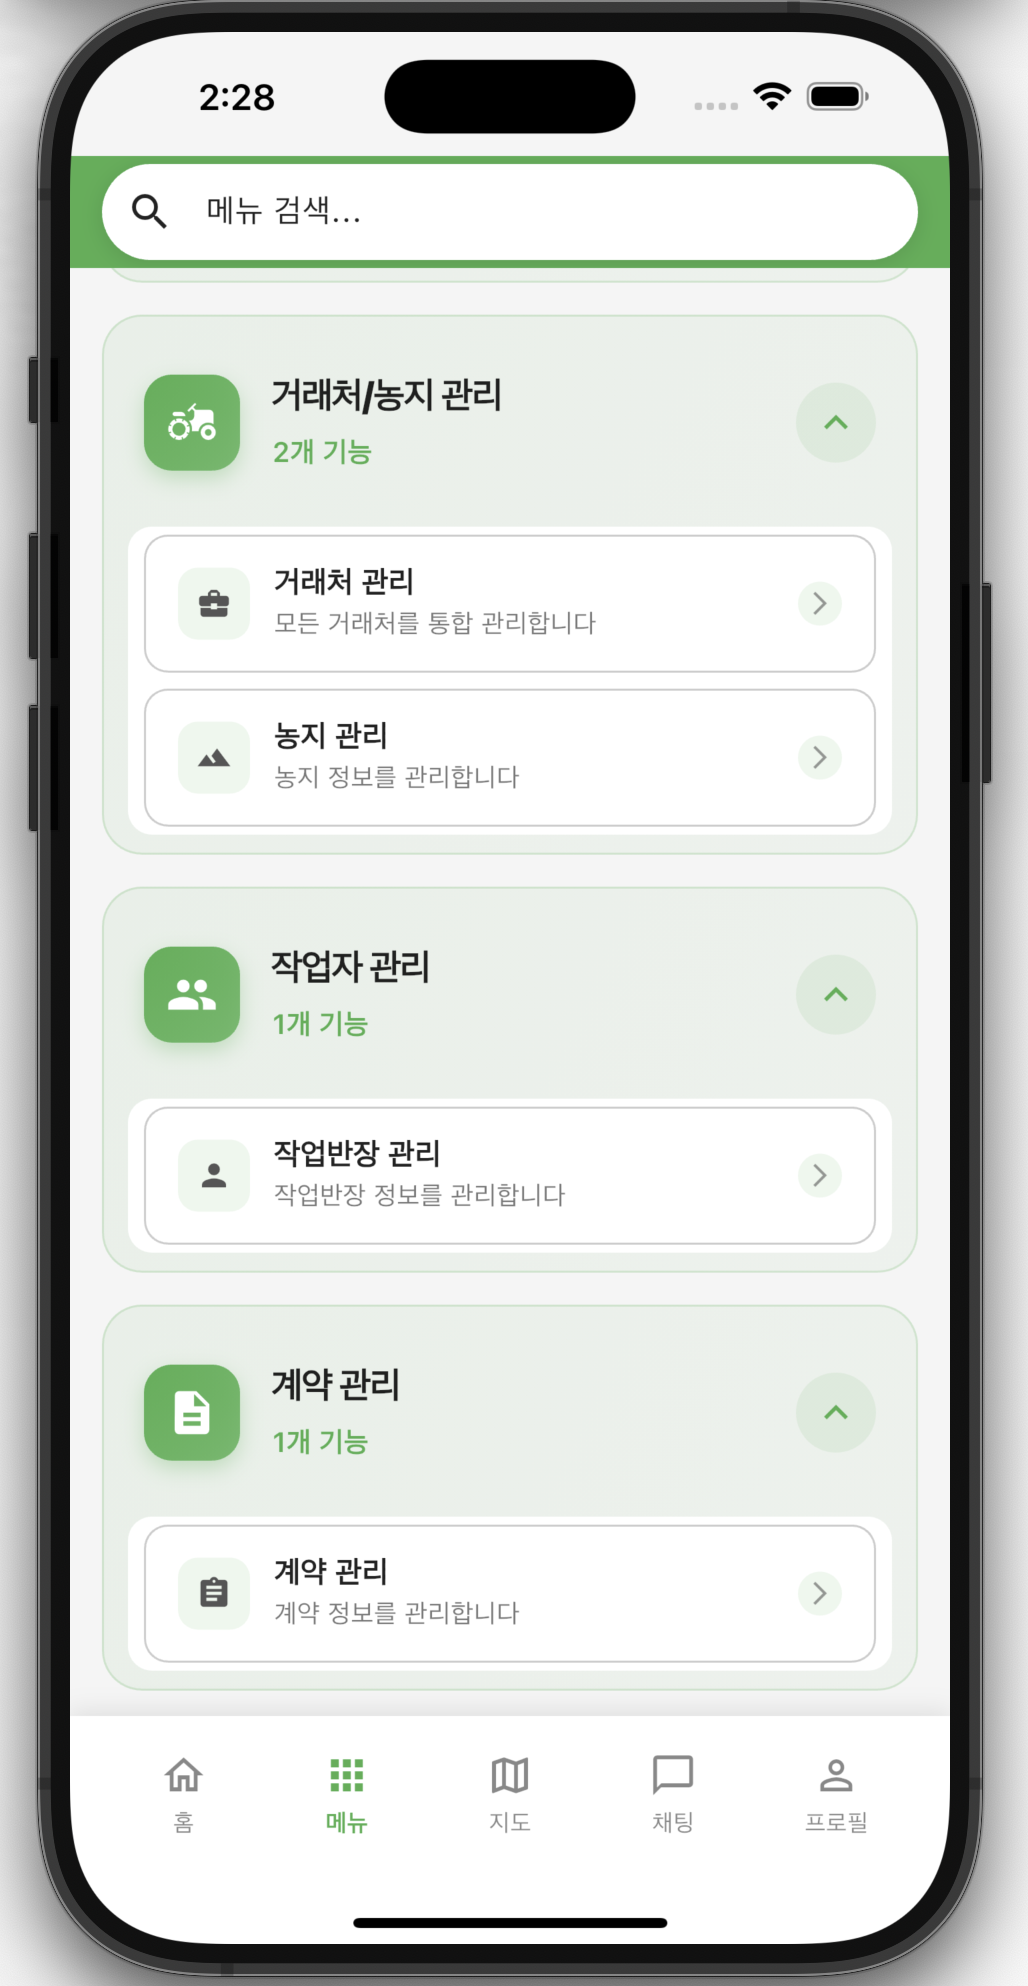 2:28
메뉴 검색...
거래처/농지 관리
2개 기능
거래처 관리
모든 거래처를 통합 관리합니다
농지 관리
농지 정보를 관리합니다
작업자 관리
1개 기능
작업반장 관리
작업반장 정보를 관리합니다
계약 관리
1개 기능
계약 관리
계약 정보를 관리합니다
홈 메뉴 지도 채팅 프로필